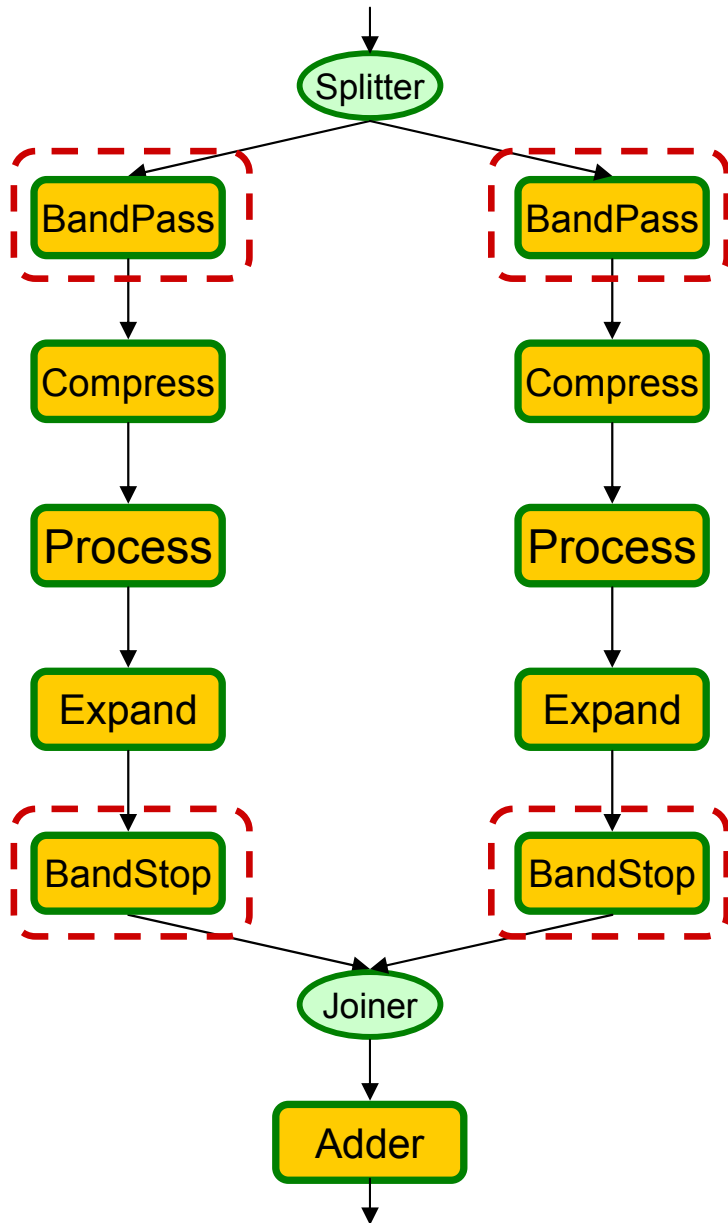 Splitter
BandPass
BandPass
Compress
Compress
Process
Process
Expand
Expand
BandStop
BandStop
Joiner
Adder